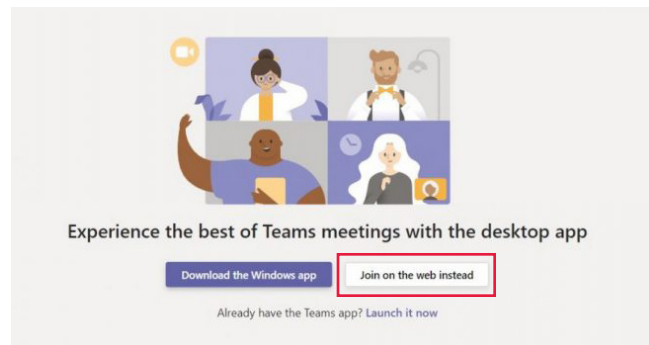 Experience the best of Teams meetings with the desktop app
Download the Windows app
Join on the web instead
Already have the Teams app? Launch it now